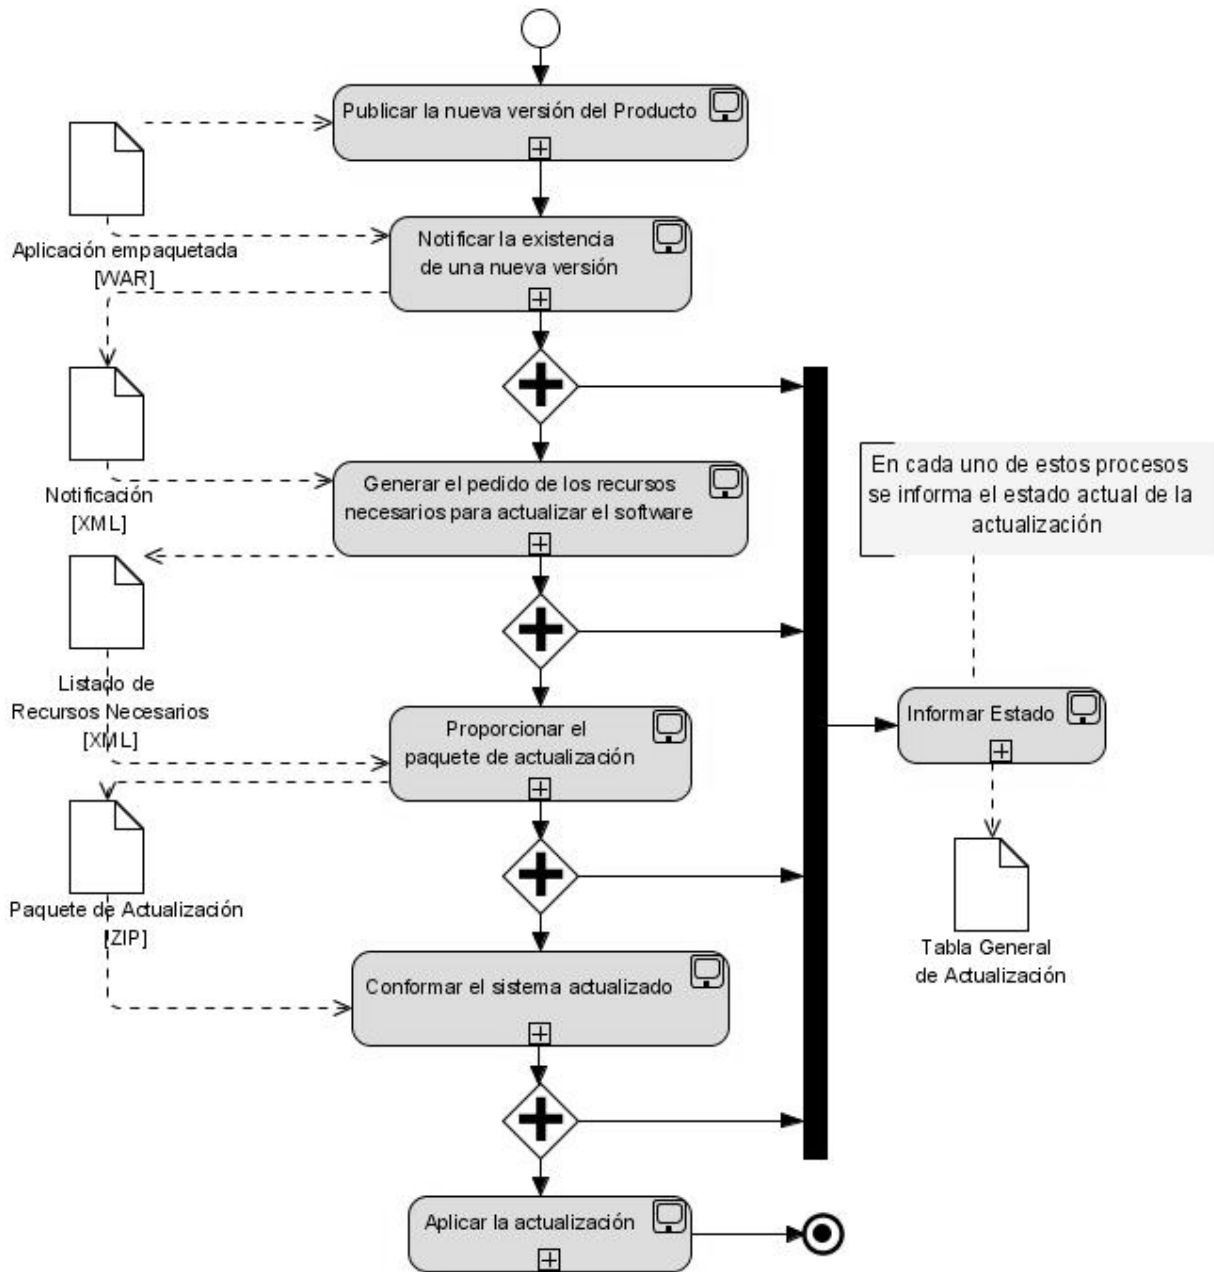 Publicar la nueva versión del Producto
Aplicación empaquetada
[WAR]
Notificar la existencia
de una nueva versión
Notificación
[XML]
Generar el pedido de los recursos
necesarios para actualizar el software
En cada uno de estos procesos
se informa el estado actual de la
actualización
Listado de
Recursos Necesarios
[XML]
Proporcionar el
paquete de actualización
Informar Estado
Paquete de Actualización
[ZIP]
Tabla General
de Actualización
Conformar el sistema actualizado
Aplicar la actualización